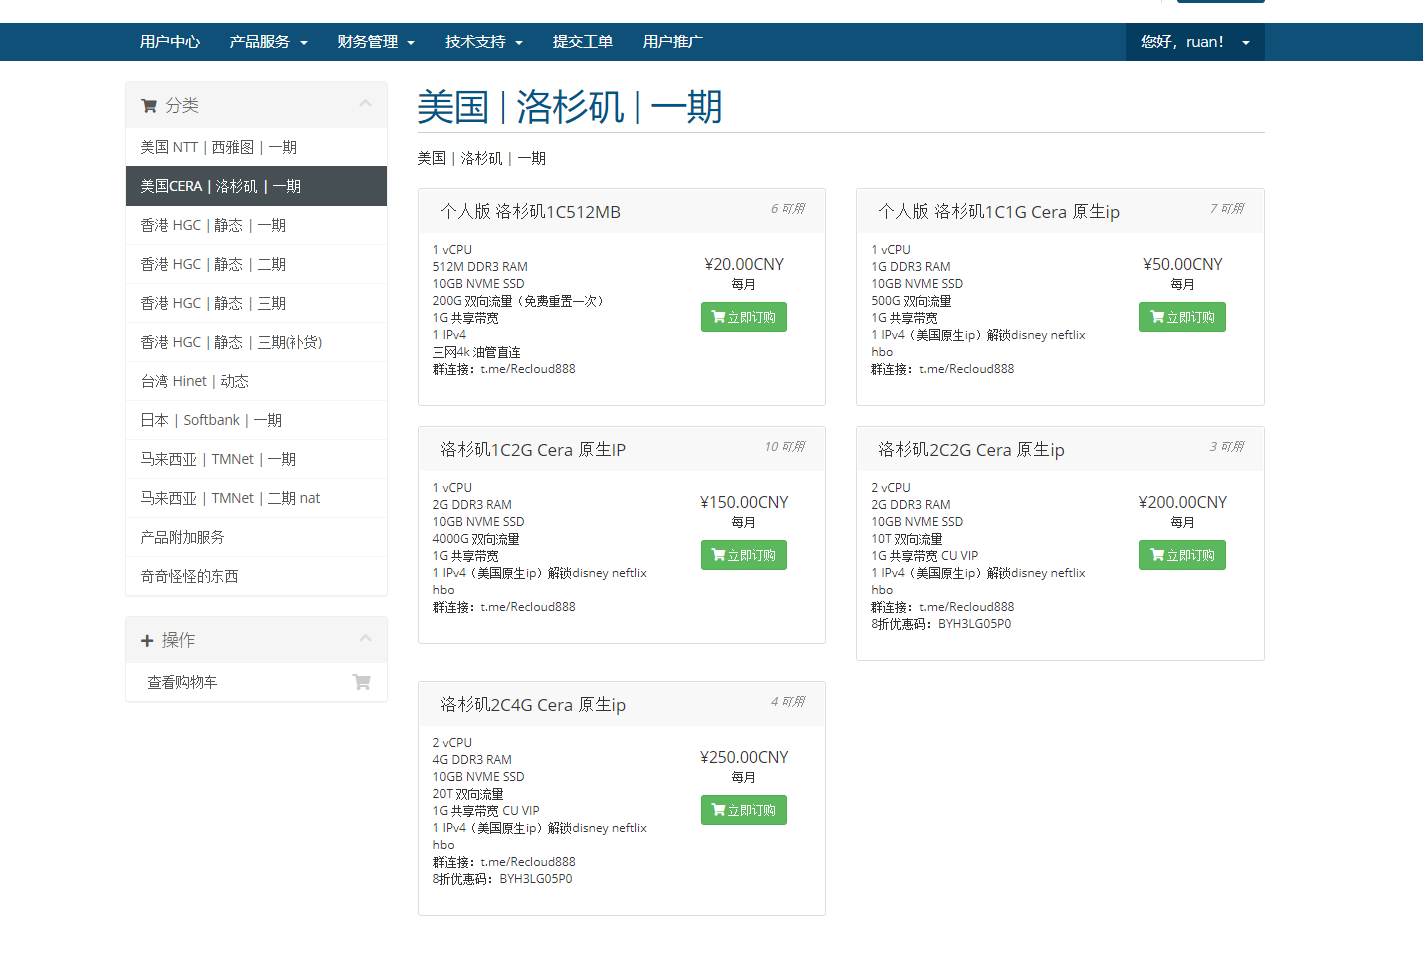 用户中心 产品服务 财务管理 技术支持 提交工单 用户推广 您好，ruan！
分类
美国 NTT | 西雅图 | 一期
美国CERA | 洛杉矶 | 一期
香港 HGC | 静态 | 一期
香港 HGC | 静态 | 二期
香港 HGC | 静态 | 三期
香港 HGC | 静态 | 三期(补货)
台湾 Hinet | 动态
日本 | Softbank | 一期
马来西亚 | TMNet | 一期
马来西亚 | TMNet | 二期 nat
产品附加服务
奇奇怪怪的东西
操作
查看购物车
美国 | 洛杉矶 | 一期
美国 | 洛杉矶 | 一期
个人版 洛杉矶1C512MB
6 可用
1 vCPU
512M DDR3 RAM
10GB NVME SSD
200G 双向流量（免费重置一次）
1G 共享带宽
1 IPv4
三网4k 油管直连
群连接：t.me/Recloud888
¥20.00CNY
每月
立即订购
个人版 洛杉矶1C1G Cera 原生ip
7 可用
1 vCPU
1G DDR3 RAM
10GB NVME SSD
500G 双向流量
1G 共享带宽
1 IPv4（美国原生ip）解锁disney neftlix
hbo
群连接：t.me/Recloud888
¥50.00CNY
每月
立即订购
洛杉矶1C2G Cera 原生IP
10 可用
1 vCPU
2G DDR3 RAM
10GB NVME SSD
4000G 双向流量
1G 共享带宽
1 IPv4（美国原生ip）解锁disney neftlix
hbo
群连接：t.me/Recloud888
¥150.00CNY
每月
立即订购
洛杉矶2C2G Cera 原生ip
3 可用
2 vCPU
2G DDR3 RAM
10GB NVME SSD
10T 双向流量
1G 共享带宽 CU VIP
1 IPv4（美国原生ip）解锁disney neftlix
hbo
群连接：t.me/Recloud888
8折优惠码：BYH3LG05P0
¥200.00CNY
每月
立即订购
洛杉矶2C4G Cera 原生ip
4 可用
2 vCPU
4G DDR3 RAM
10GB NVME SSD
20T 双向流量
1G 共享带宽 CU VIP
1 IPv4（美国原生ip）解锁disney neftlix
hbo
群连接：t.me/Recloud888
8折优惠码：BYH3LG05P0
¥250.00CNY
每月
立即订购